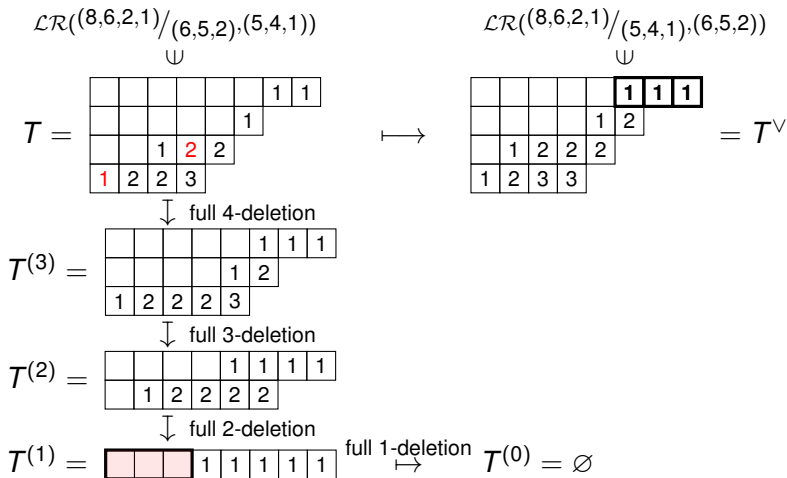 ℒℛ((8,6,2,1)/(6,5,2),(5,4,1)) ℒℛ((8,6,2,1)/(5,4,1),(6,5,2))
∪ ∪
1 1 1 1 1
T = 1 ⟼ 1 2 = T^∨
1 2 2 1 2 2 2
1 2 2 3 1 2 3 3
↧ full 4-deletion
1 1 1
T^(3) = 1 2
1 2 2 2 3
↧ full 3-deletion
T^(2) = 1 1 1 1
1 2 2 2 2
↧ full 2-deletion
T^(1) = 1 1 1 1 1 full 1-deletion ↦ T^(0) = ∅